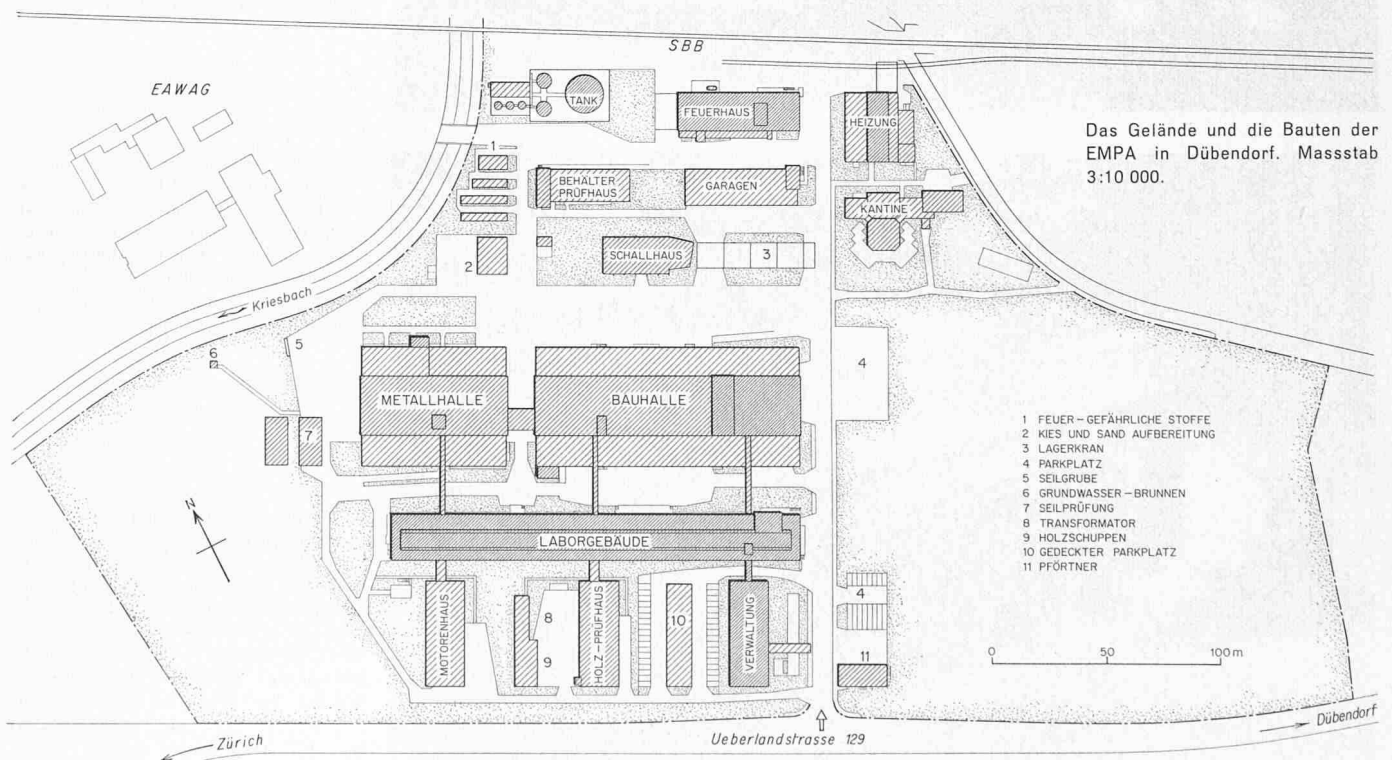 SBB
EAWAG
TANK
FEUERHAUS
HEIZUNG
Das Gelände und die Bauten der
EMPA in Dübendorf. Massstab
3:10 000.
1
BEHÄLTER
PRÜFHAUS
GARAGEN
KANTINE
2
SCHALLHAUS
3
Kriesbach
5
6
4
METALLHALLE
BAUHALLE
7
1 FEUER-GEFÄHRLICHE STOFFE
2 KIES UND SAND AUFBEREITUNG
3 LAGERKRAN
4 PARKPLATZ
5 SEILGRUBE
6 GRUNDWASSER-BRUNNEN
7 SEILPRÜFUNG
8 TRANSFORMATOR
9 HOLZSCHUPPEN
10 GEDECKTER PARKPLATZ
11 PFÖRTNER
N
LABORGEBÄUDE
MOTORENHAUS
8
9
HOLZ-PRÜFHAUS
10
VERWALTUNG
4
11
0 50 100 m
Zürich
Ueberlandstrasse 129
Dübendorf